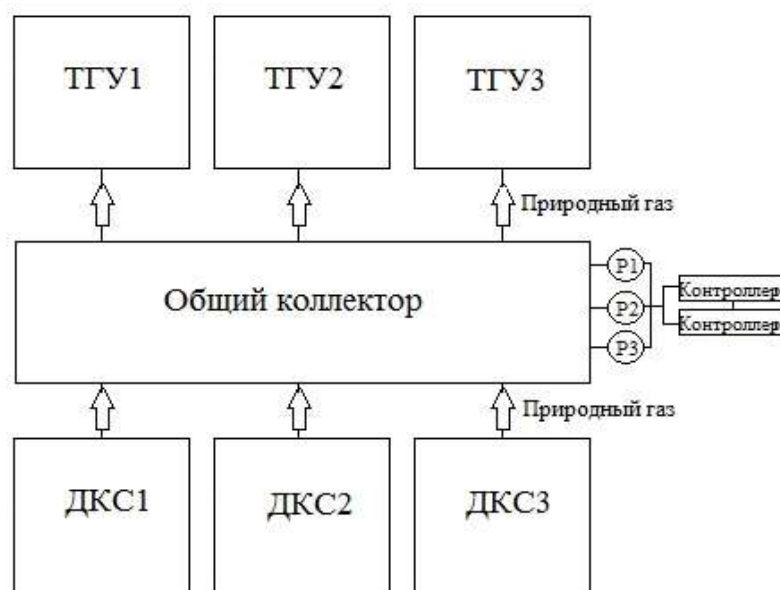 ТГУ1 ТГУ2 ТГУ3
Природный газ
Общий коллектор
Р1
Р2
Р3
Контроллер
Контроллер
Природный газ
ДКС1 ДКС2 ДКС3